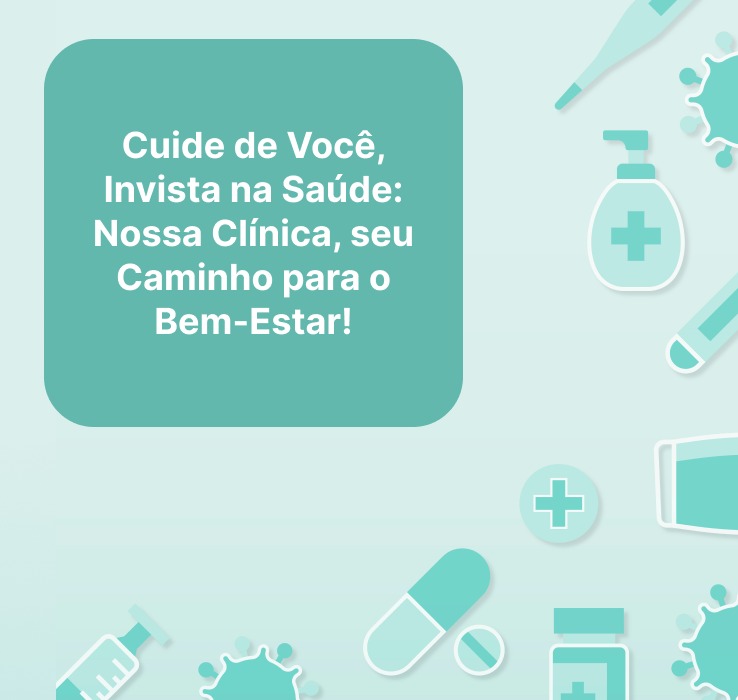 Cuide de Você,
Invista na Saúde:
Nossa Clínica, seu
Caminho para o
Bem-Estar!